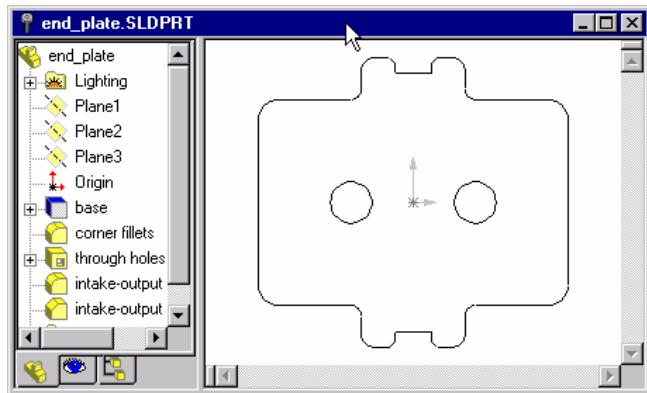 end_plate.SLDPRT
end_plate
Lighting
Plane1
Plane2
Plane3
Origin
base
corner fillets
through holes
intake-output
intake-output